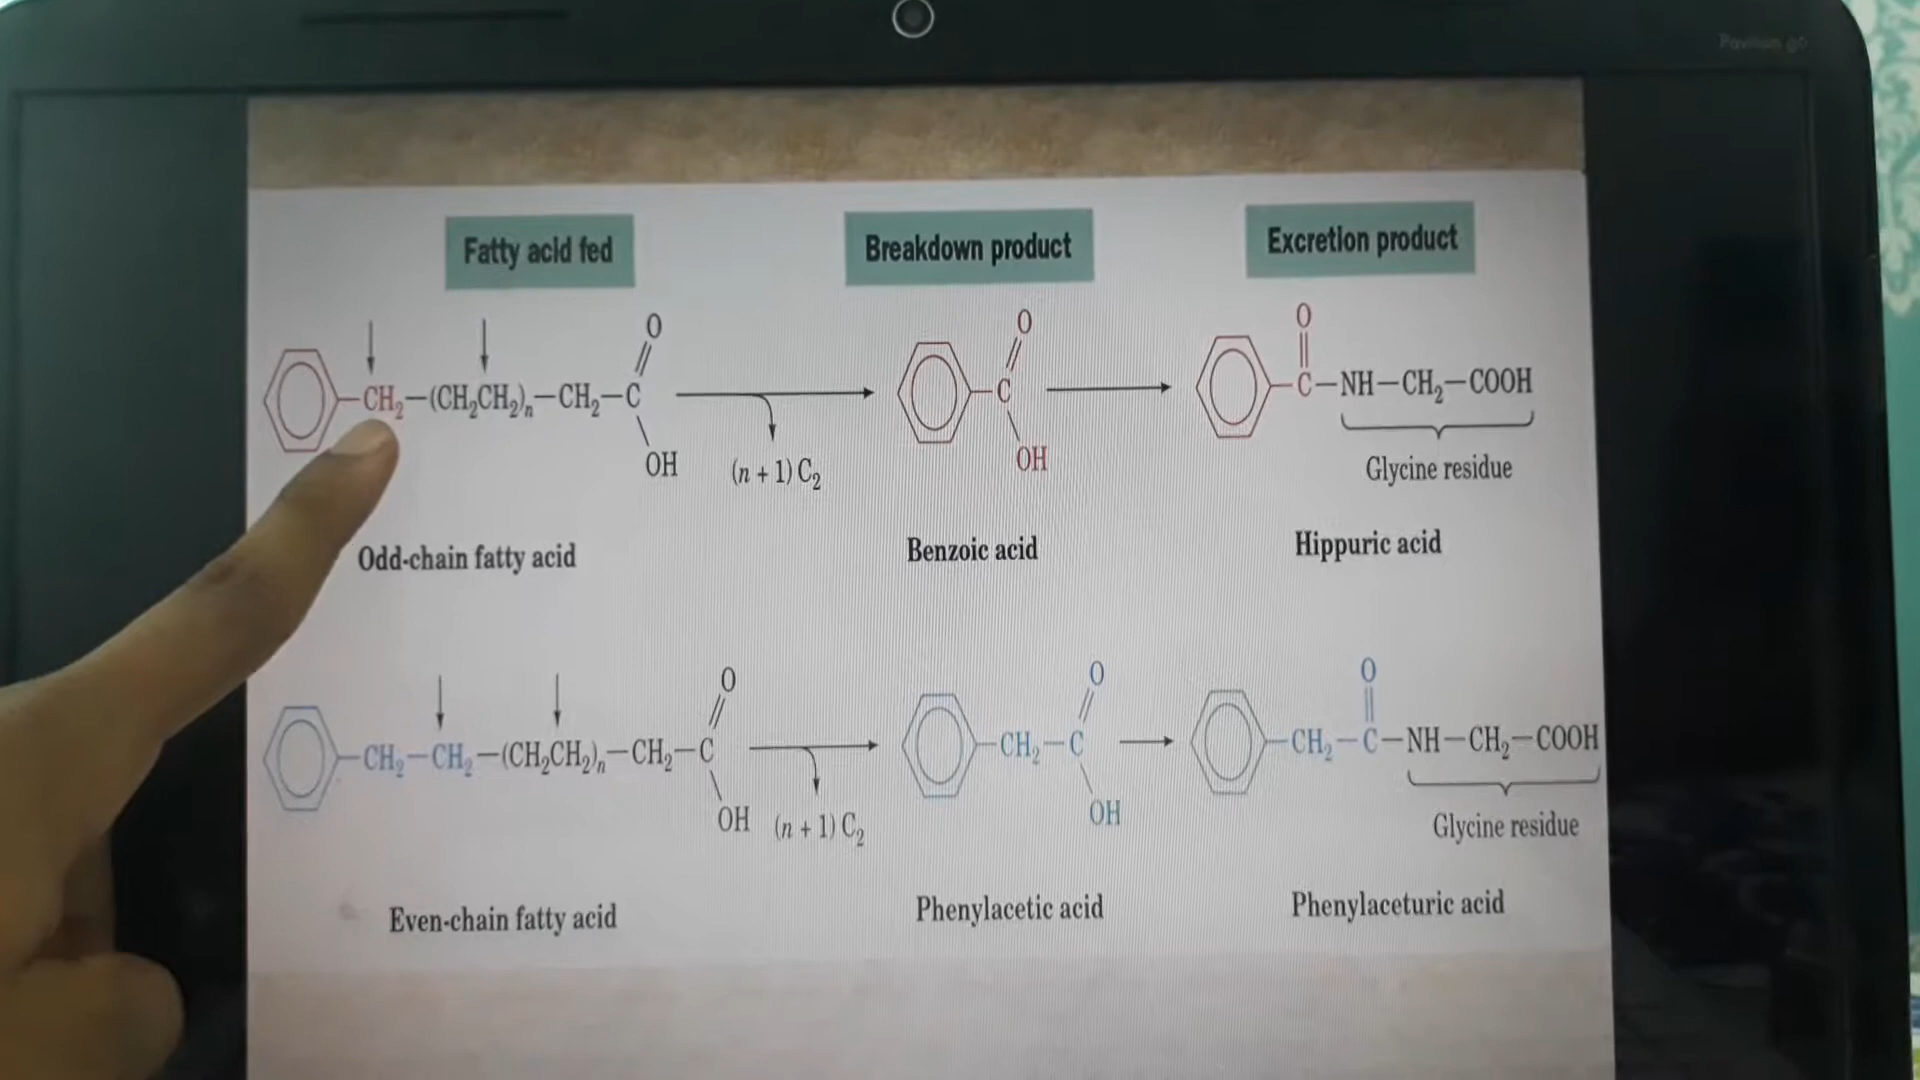 Pavilion g6
Fatty acid fed
Breakdown product
Excretion product
CH₂—(CH₂CH₂)ₙ—CH₂—C
O
OH
(n + 1) C₂
C
O
OH
O
C—NH—CH₂—COOH
Glycine residue
Odd-chain fatty acid
Benzoic acid
Hippuric acid
CH₂—CH₂—(CH₂CH₂)ₙ—CH₂—C
O
OH
(n + 1) C₂
CH₂—C
O
OH
O
CH₂—C—NH—CH₂—COOH
Glycine residue
Even-chain fatty acid
Phenylacetic acid
Phenylaceturic acid